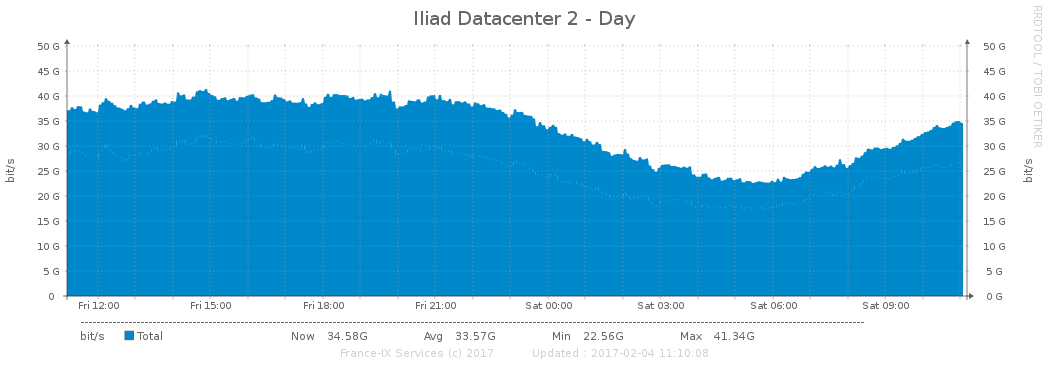 Iliad Datacenter 2 - Day
RRDTOOL / TOBI OETIKER
50 G 50 G
45 G 45 G
40 G 40 G
35 G 35 G
30 G 30 G
25 G 25 G
20 G 20 G
15 G 15 G
10 G 10 G
5 G 5 G
0 0 G
bit/s bit/s
Fri 12:00 Fri 15:00 Fri 18:00 Fri 21:00 Sat 00:00 Sat 03:00 Sat 06:00 Sat 09:00
bit/s Total Now 34.58G Avg 33.57G Min 22.56G Max 41.34G
France-IX Services (c) 2017 Updated : 2017-02-04 11:10:08